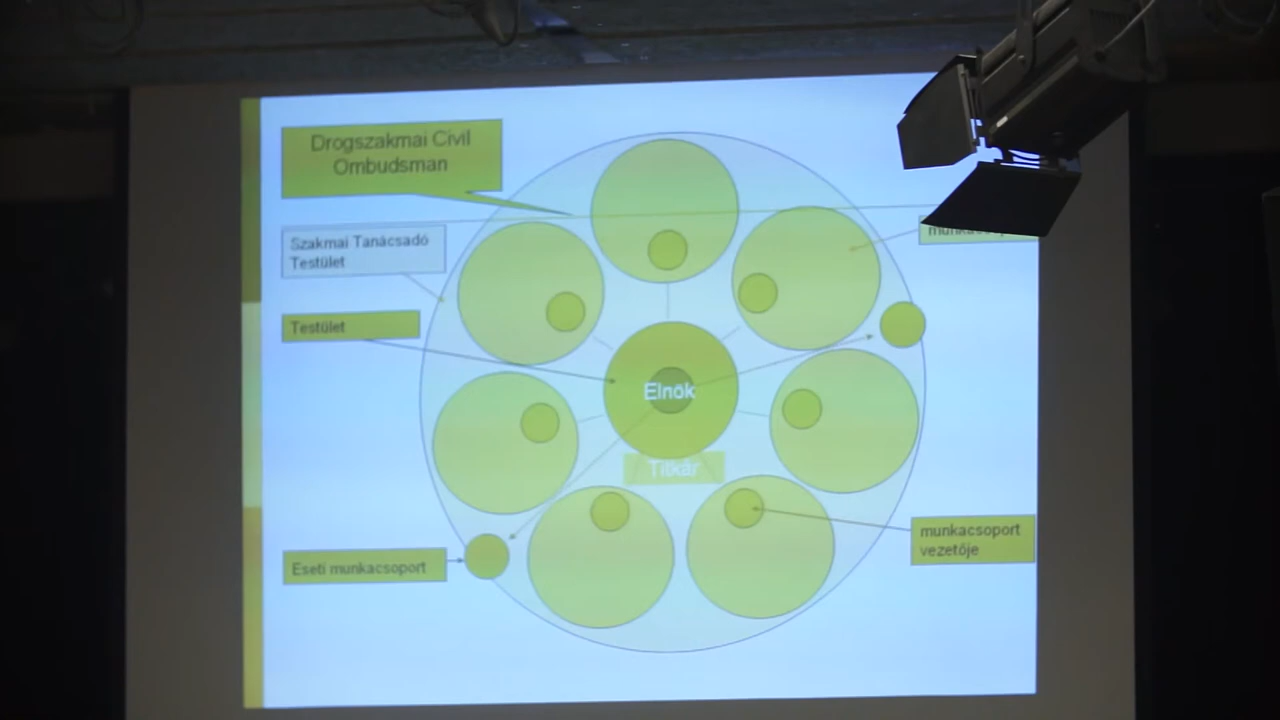 Drogszakmai Civil
Ombudsman
Szakmai Tanácsadó
Testület
Testület
Elnök
Titkár
munkacsoport
vezetője
Eseti munkacsoport